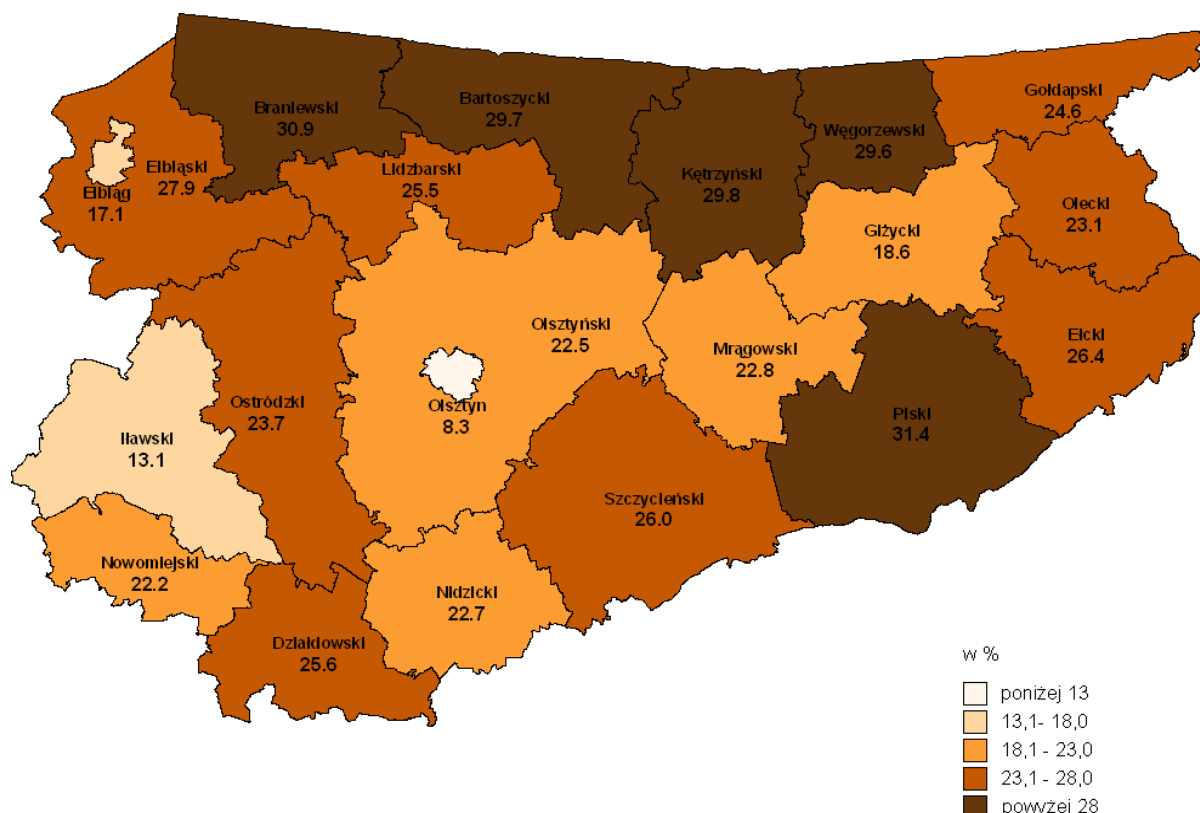 Braniewski
30.9
Bartoszycki
29.7
Gołdapski
24.6
Węgorzewski
29.6
Elbląski
27.9
Elbląg
17.1
Lidzbarski
25.5
Kętrzyński
29.8
Olecki
23.1
Giżycki
18.6
Olsztyński
22.5
Mrągowski
22.8
Ełcki
26.4
Ostródzki
23.7
Olsztyn
8.3
Piski
31.4
Iławski
13.1
Szczycieński
26.0
Nowomiejski
22.2
Nidzicki
22.7
Działdowski
25.6
w %
poniżej 13
13,1- 18,0
18,1 - 23,0
23,1 - 28,0
powyżej 28